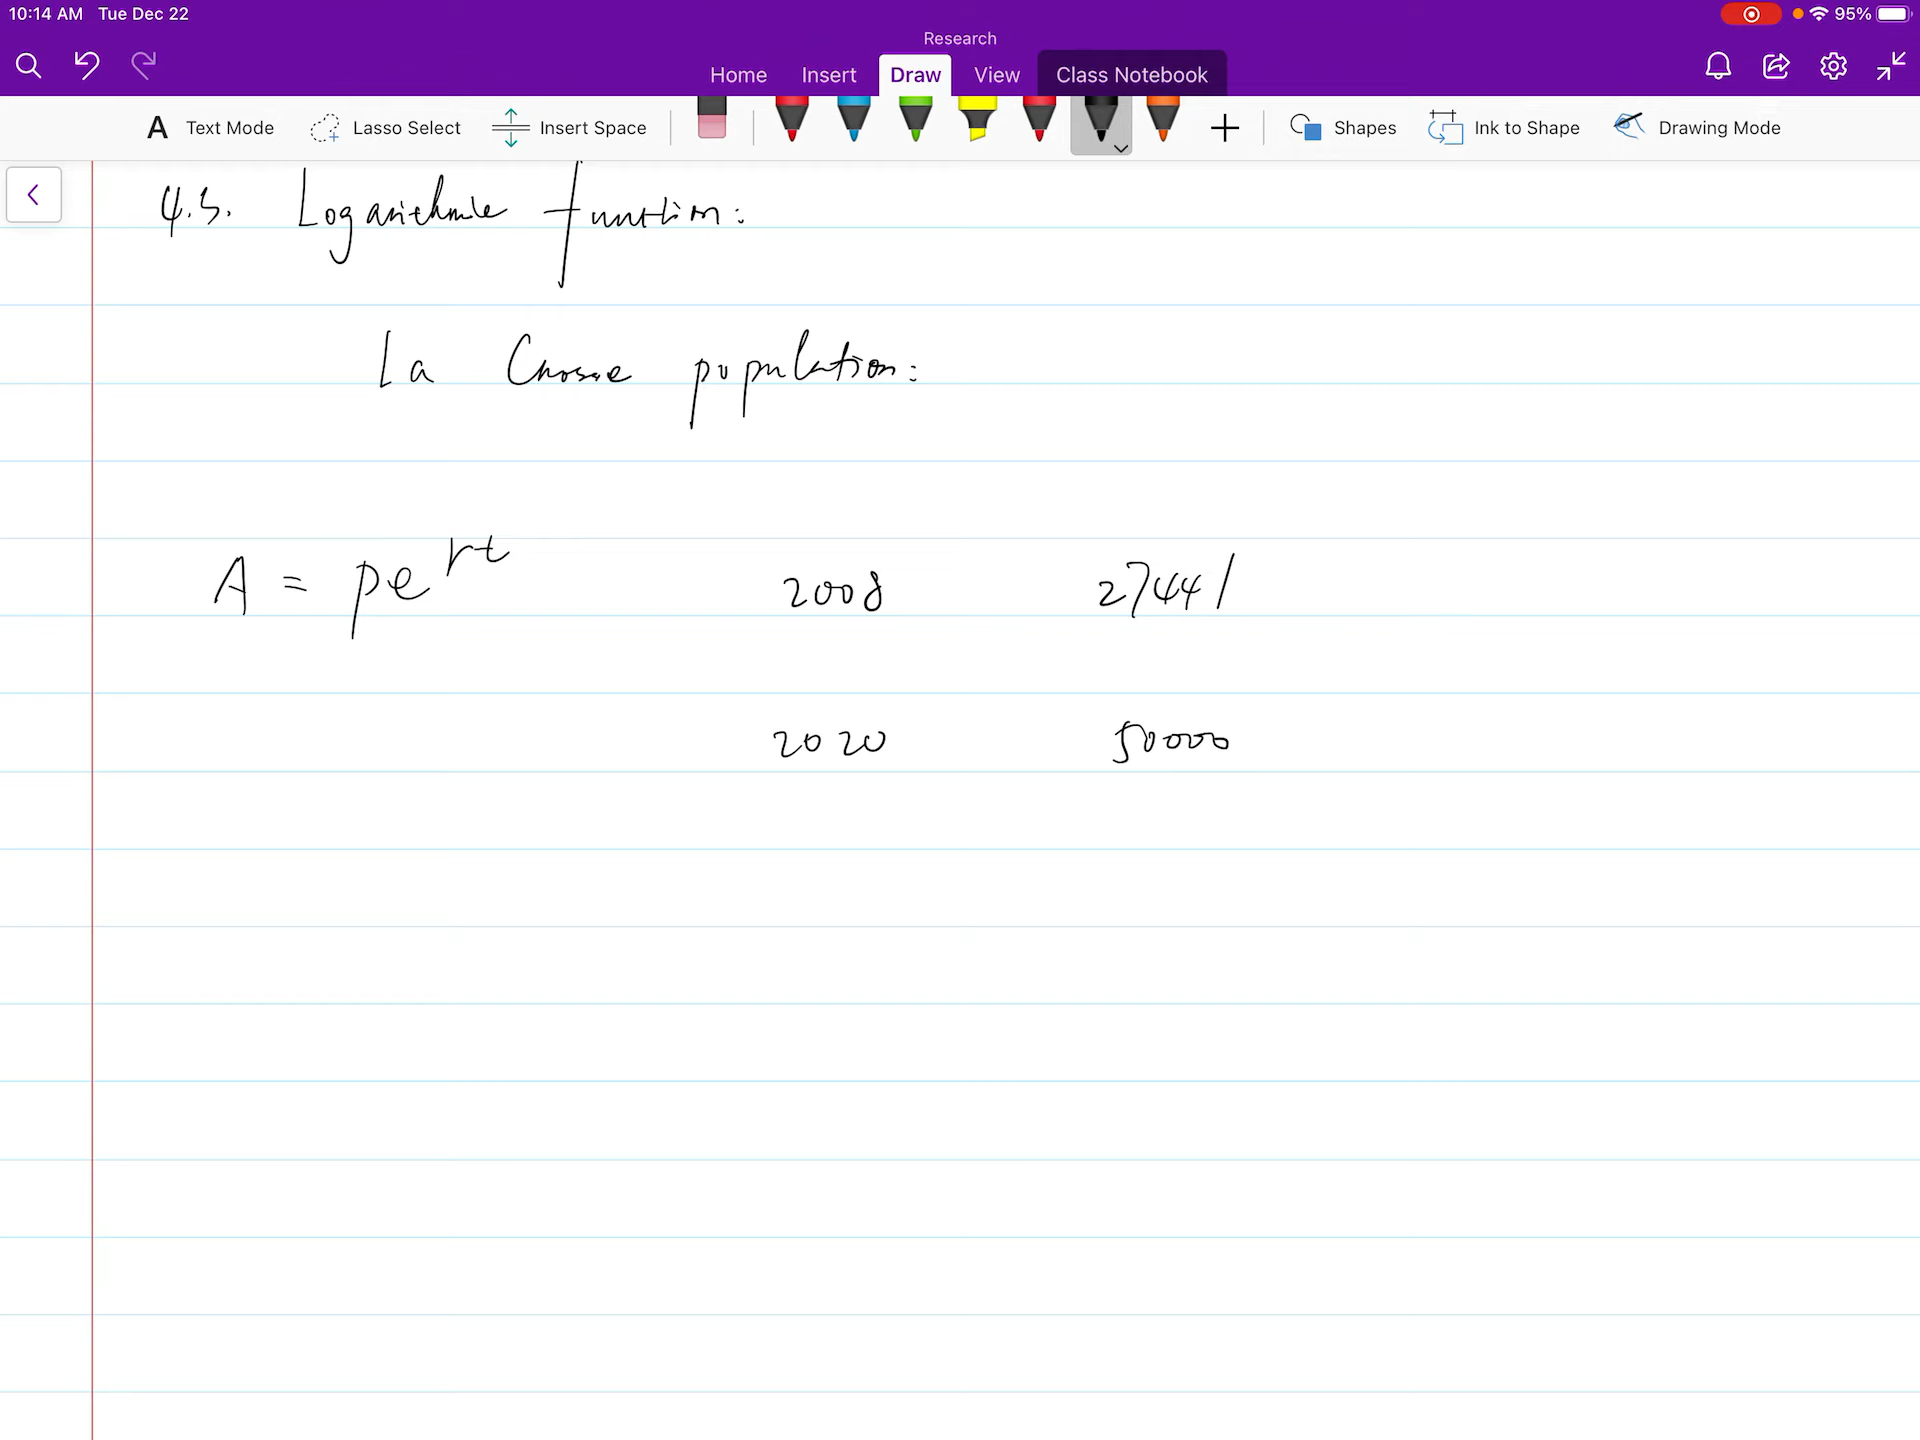 10:14 AM Tue Dec 22
95%
Research
Home Insert Draw View Class Notebook
A Text Mode Lasso Select Insert Space Shapes Ink to Shape Drawing Mode
4.3. Logarithmic function:
La Crosse population:
A = pe^rt 2008 27441
2020 50000